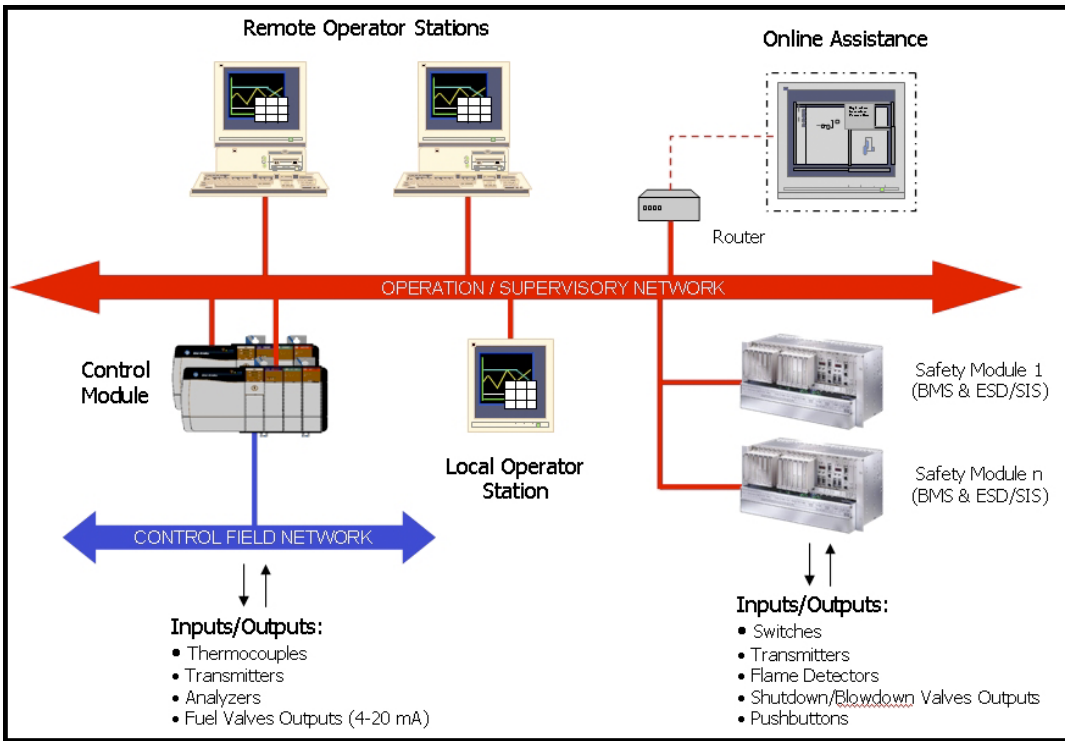 Remote Operator Stations
Online Assistance
Router
OPERATION / SUPERVISORY NETWORK
Control
Module
Local Operator
Station
Safety Module 1
(BMS & ESD/SIS)
Safety Module n
(BMS & ESD/SIS)
CONTROL FIELD NETWORK
Inputs/Outputs:
• Thermocouples
• Transmitters
• Analyzers
• Fuel Valves Outputs (4-20 mA)
Inputs/Outputs:
• Switches
• Transmitters
• Flame Detectors
• Shutdown/Blowdown Valves Outputs
• Pushbuttons